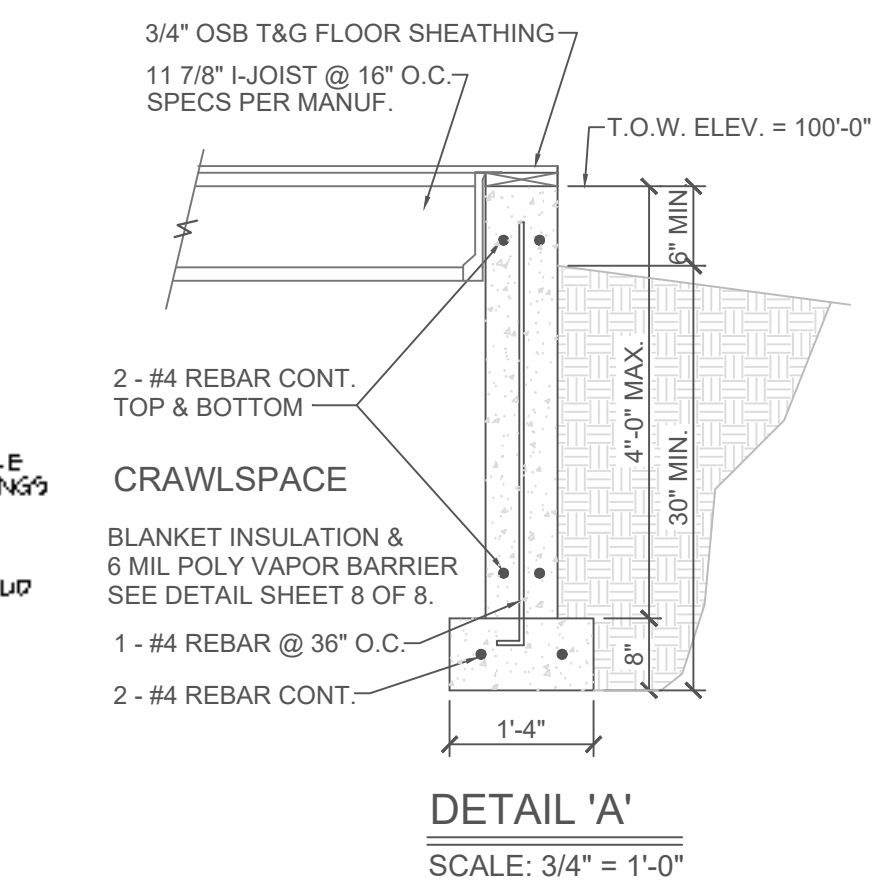 3/4" OSB T&G FLOOR SHEATHING
11 7/8" I-JOIST @ 16" O.C.
SPECS PER MANUF.
T.O.W. ELEV. = 100'-0"
6" MIN.
4"-0" MAX.
30" MIN.
2 - #4 REBAR CONT.
TOP & BOTTOM
CRAWLSPACE
BLANKET INSULATION &
6 MIL POLY VAPOR BARRIER
SEE DETAIL SHEET 8 OF 8.
1 - #4 REBAR @ 36" O.C.
2 - #4 REBAR CONT.
8"
1'-4"
DETAIL 'A'
SCALE: 3/4" = 1'-0"